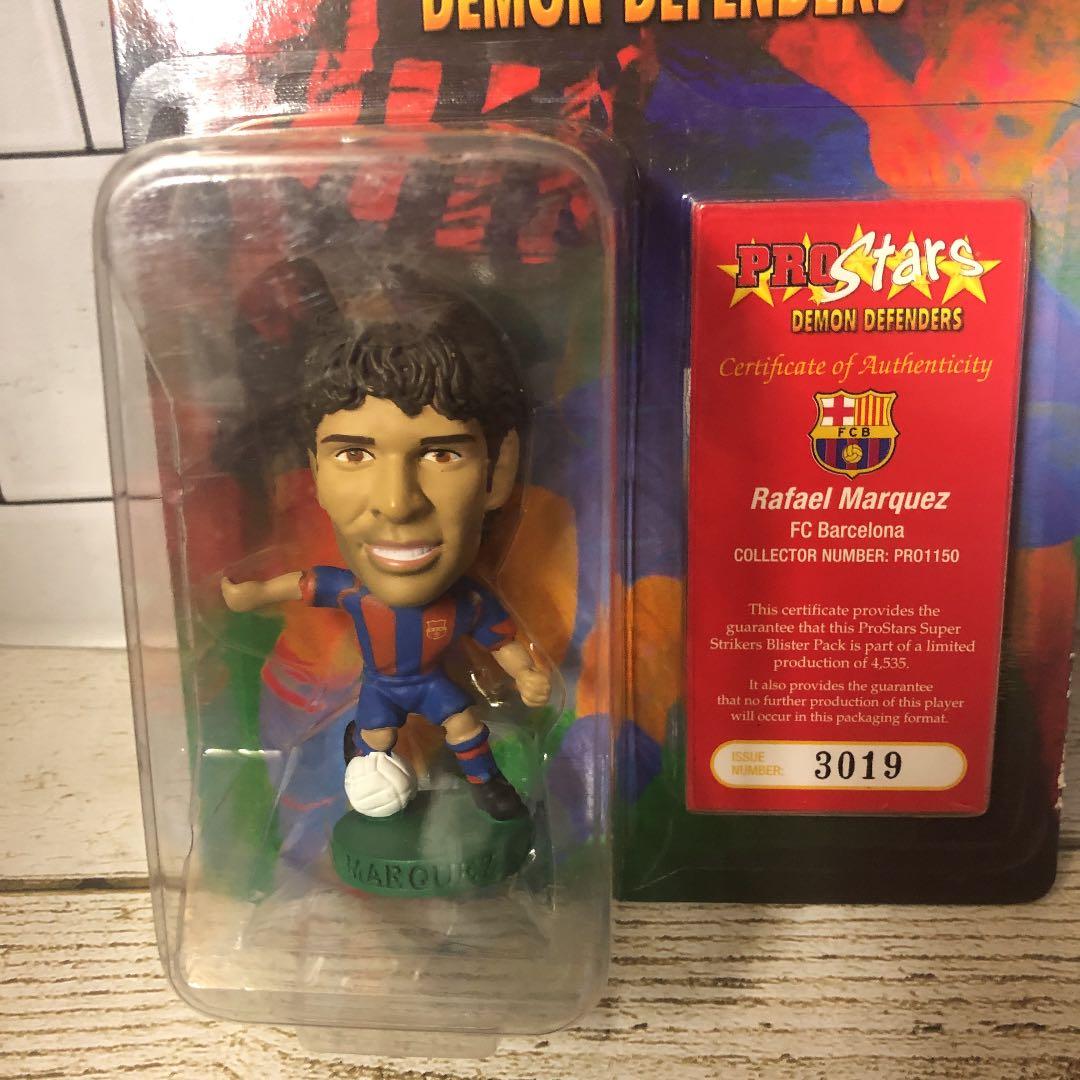 DEMON DEFENDERS
PROStars
DEMON DEFENDERS
Certificate of Authenticity
FCB
Rafael Marquez
FC Barcelona
COLLECTOR NUMBER: PRO1150
This certificate provides the
guarantee that this ProStars Super
Strikers Blister Pack is part of a limited
production of 4,535.
It also provides the guarantee
that no further production of this player
will occur in this packaging format.
ISSUE
NUMBER: 3019
MARQUEZ